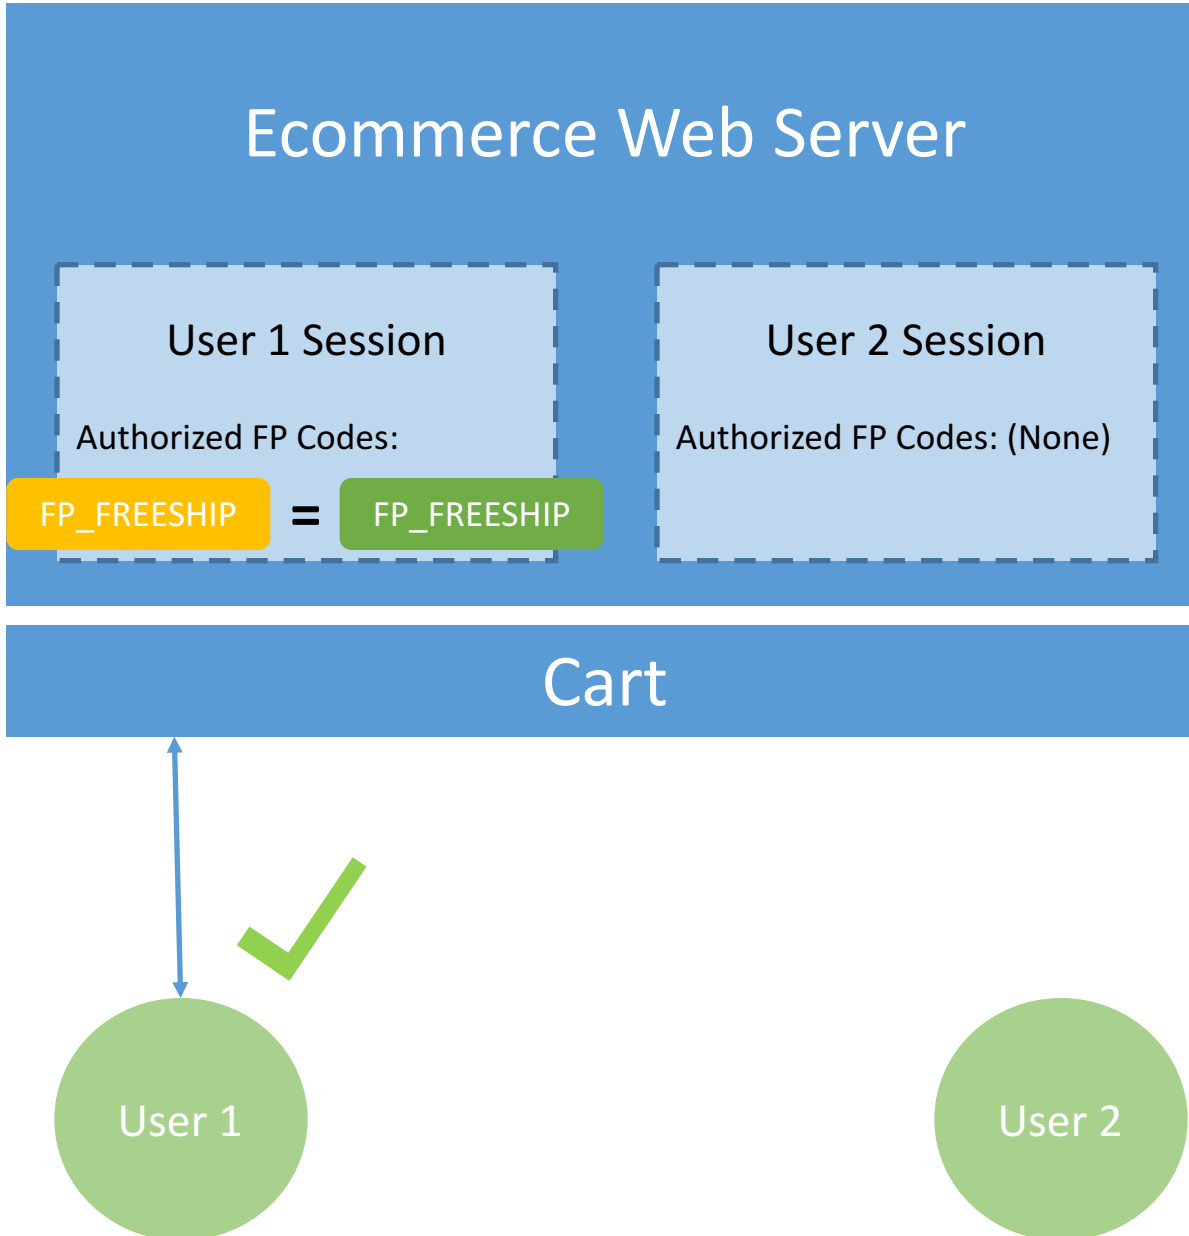 Ecommerce Web Server
User 1 Session
Authorized FP Codes:
FP_FREESHIP = FP_FREESHIP
User 2 Session
Authorized FP Codes: (None)
Cart
User 1
User 2